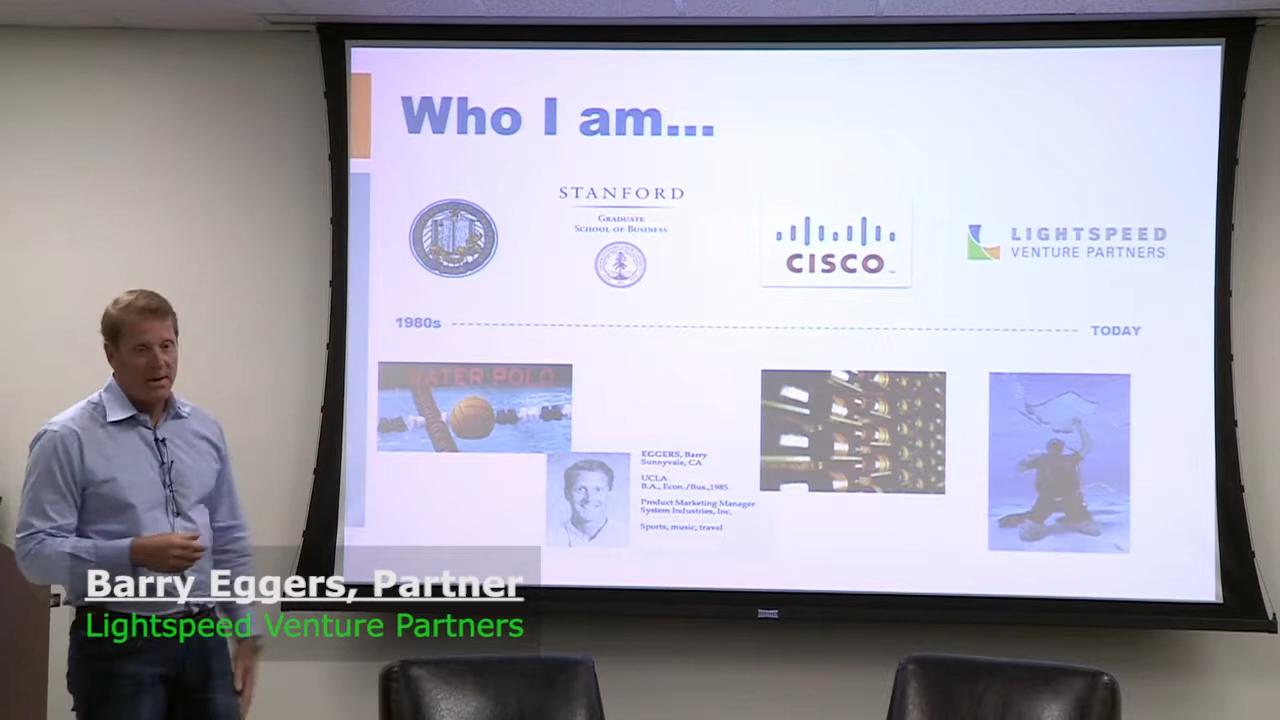 Who I am...
STANFORD
GRADUATE
SCHOOL OF BUSINESS
CISCO
LIGHTSPEED
VENTURE PARTNERS
1980s
TODAY
WATER POLO
EGGERS, Barry
Sunnyvale, CA
UCLA
B.A., Econ./Bus.,1985
Product Marketing Manager
System Industries, Inc.
Sports, music, travel
Barry Eggers, Partner
Lightspeed Venture Partners